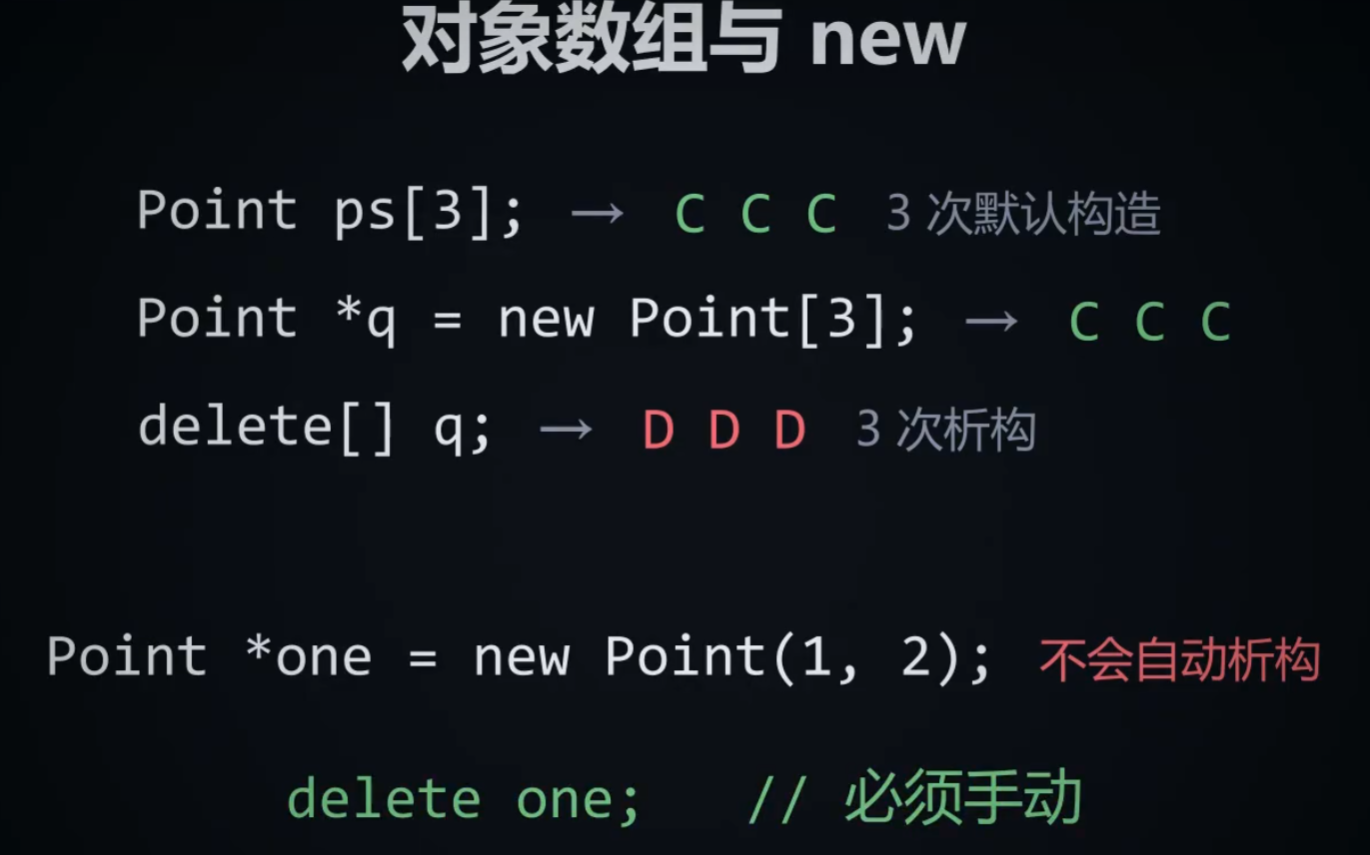 对象数组与 new
Point ps[3]; → C C C 3 次默认构造
Point *q = new Point[3]; → C C C
delete[] q; → D D D 3 次析构
Point *one = new Point(1, 2); 不会自动析构
delete one; // 必须手动